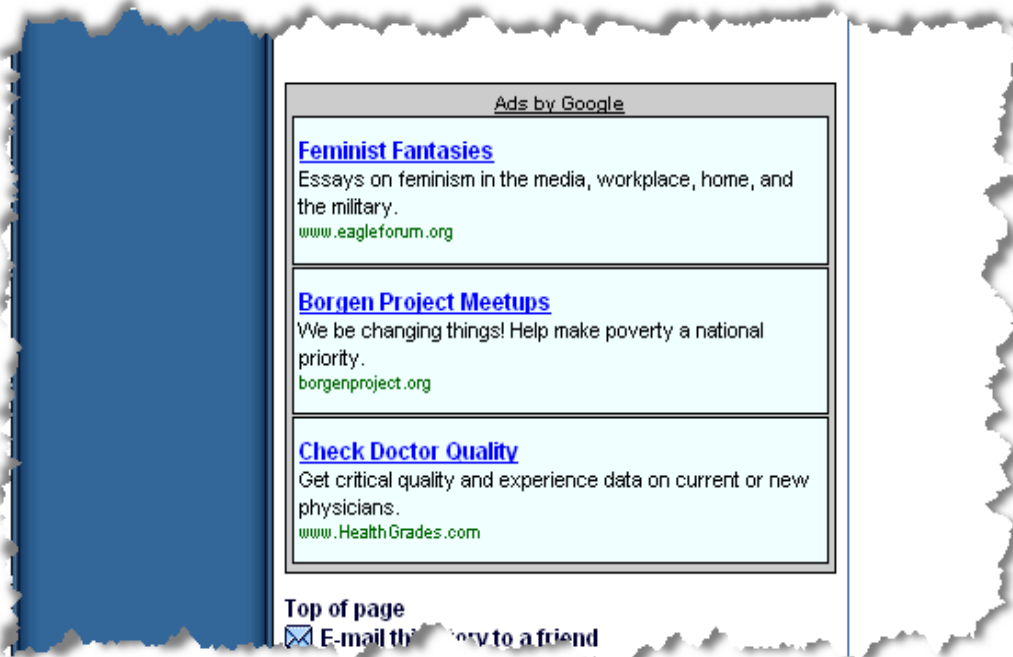 Ads by Google
Feminist Fantasies
Essays on feminism in the media, workplace, home, and
the military.
www.eagleforum.org
Borgen Project Meetups
We be changing things! Help make poverty a national
priority.
borgenproject.org
Check Doctor Quality
Get critical quality and experience data on current or new
physicians.
www.HealthGrades.com
Top of page
E-mail this story to a friend